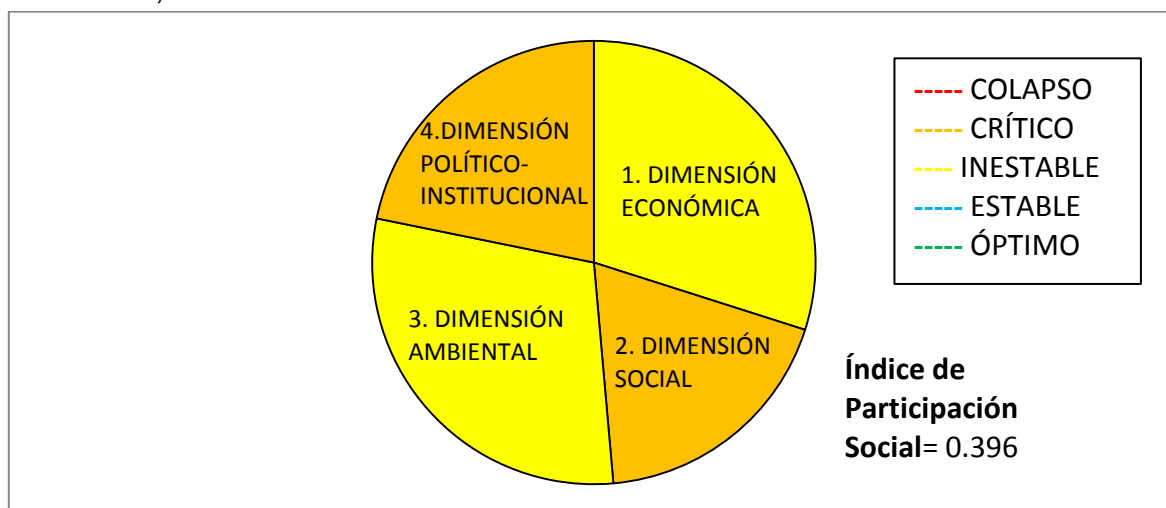 4.DIMENSIÓN
POLÍTICO-
INSTITUCIONAL
1. DIMENSIÓN
ECONÓMICA
3. DIMENSIÓN
AMBIENTAL
2. DIMENSIÓN
SOCIAL
----- COLAPSO
----- CRÍTICO
---- INESTABLE
----- ESTABLE
----- ÓPTIMO
Índice de
Participación
Social= 0.396